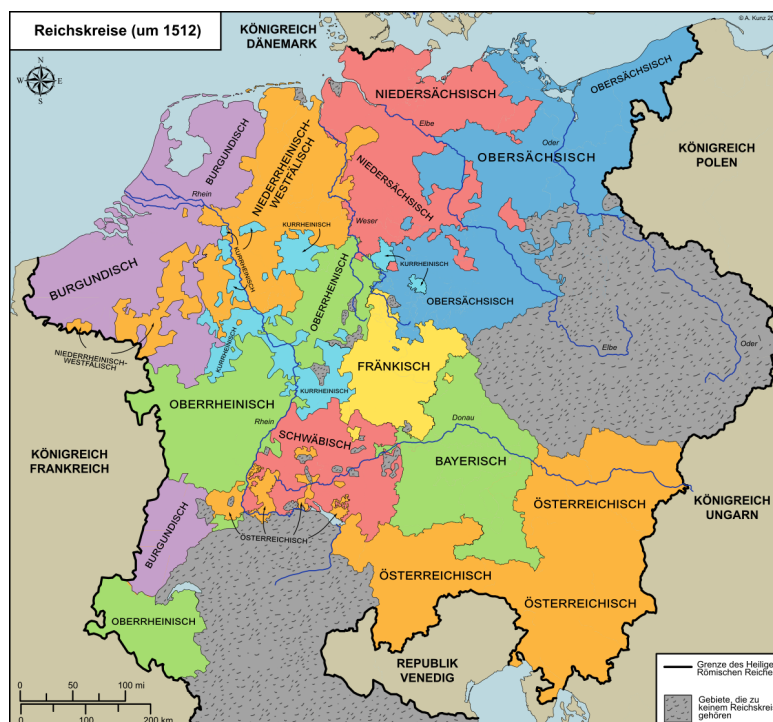 Reichskreise (um 1512)
KÖNIGREICH
DÄNEMARK
© A. Kunz
N
W
E
S
NIEDERSÄCHSISCH
OBERSÄCHSISCH
Elbe
Oder
BURGUNDISCH
NIEDERRHEINISCH-
WESTFÄLISCH
OBERSÄCHSISCH
KÖNIGREICH
POLEN
NIEDERSÄCHSISCH
Rhein
Weser
KURRHEINISCH
KURRHEINISCH
KURRHEINISCH
BURGUNDISCH
OBERRHEINISCH
OBERSÄCHSISCH
KURRHEINISCH
NIEDERRHEINISCH-
WESTFÄLISCH
Elbe
Oder
FRÄNKISCH
KURRHEINISCH
OBERRHEINISCH
Rhein
Donau
SCHWÄBISCH
KÖNIGREICH
FRANKREICH
BAYERISCH
ÖSTERREICHISCH
KÖNIGREICH
UNGARN
BURGUNDISCH
ÖSTERREICHISCH
ÖSTERREICHISCH
ÖSTERREICHISCH
OBERRHEINISCH
REPUBLIK
VENEDIG
0 50 100 mi
0 100 200 km
Grenze des Heilige
Römischen Reiche
Gebiete, die zu
keinem Reichskreis
gehören